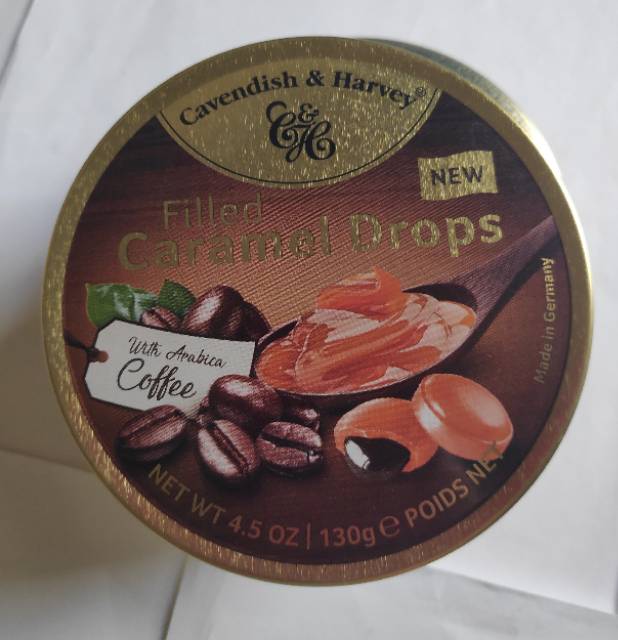 Cavendish & Harvey®
C&H
NEW
Filled
Caramel Drops
With Arabica
Coffee
Made in Germany
NET WT 4.5 OZ | 130g ℮ POIDS NET